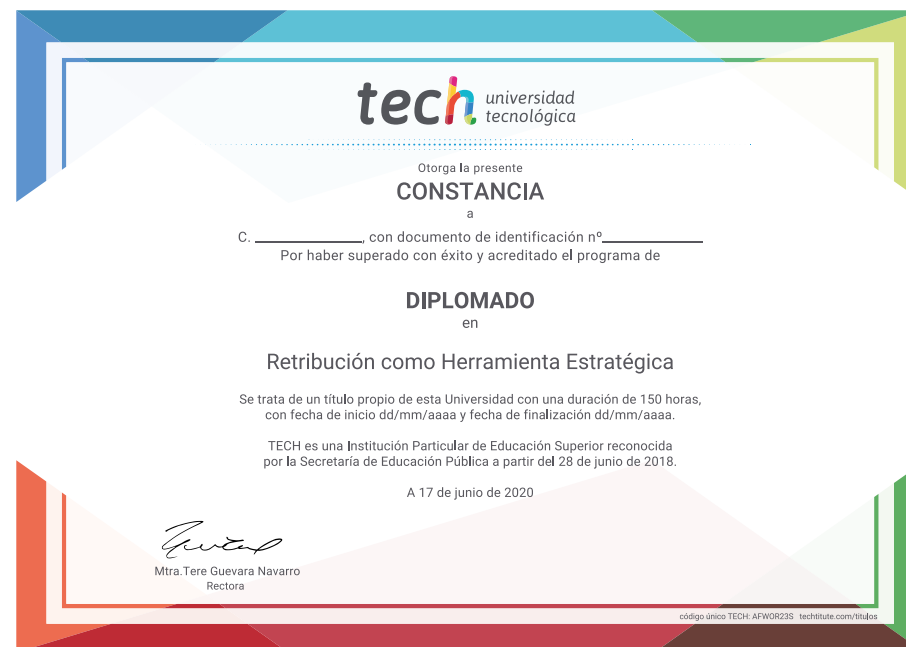 tech universidad
tecnológica
Otorga la presente
CONSTANCIA
a
C. ______________, con documento de identificación nº_____________
Por haber superado con éxito y acreditado el programa de
DIPLOMADO
en
Retribución como Herramienta Estratégica
Se trata de un título propio de esta Universidad con una duración de 150 horas,
con fecha de inicio dd/mm/aaaa y fecha de finalización dd/mm/aaaa.
TECH es una Institución Particular de Educación Superior reconocida
por la Secretaría de Educación Pública a partir del 28 de junio de 2018.
A 17 de junio de 2020
Mtra.Tere Guevara Navarro
Rectora
código único TECH: AFWOR23S techtitute.com/titulos